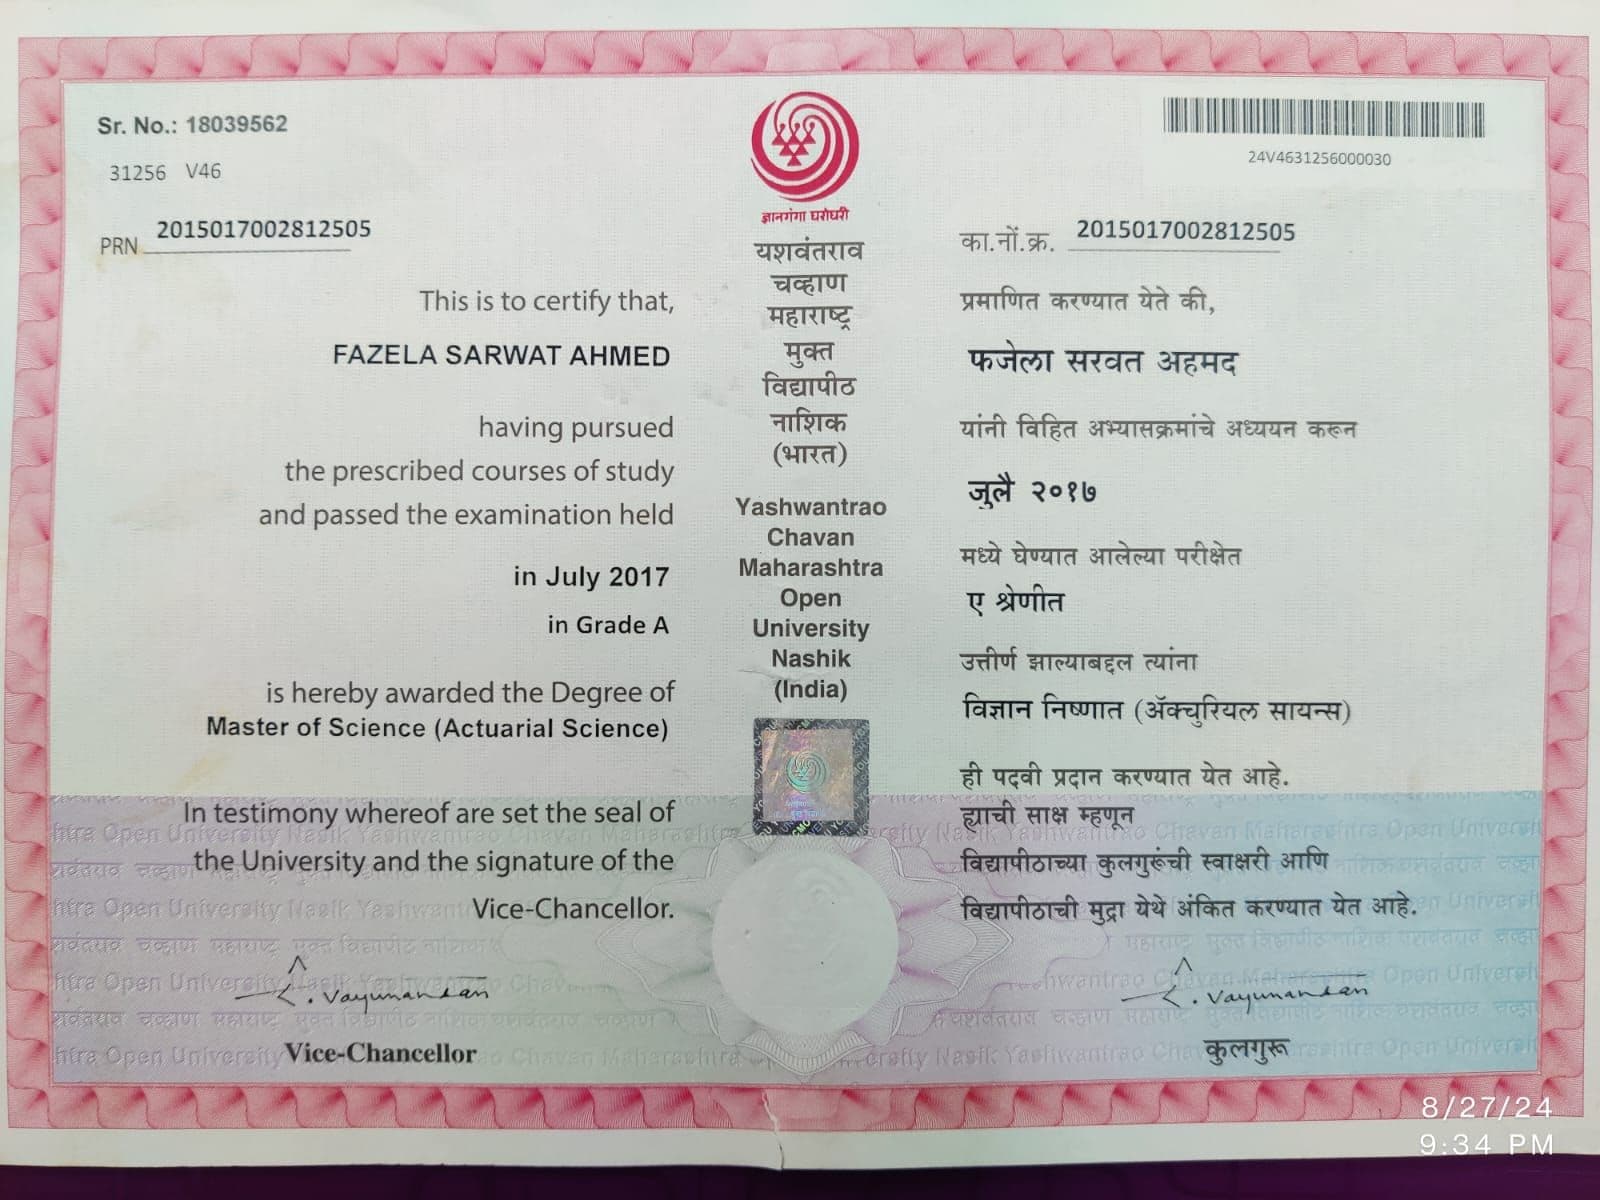 Sr. No.: 18039562
31256 V46
PRN 2015017002812505
This is to certify that,
FAZELA SARWAT AHMED
having pursued
the prescribed courses of study
and passed the examination held
in July 2017
in Grade A
is hereby awarded the Degree of
Master of Science (Actuarial Science)
In testimony whereof are set the seal of
the University and the signature of the
Vice-Chancellor.
E. Vayunandan
Vice-Chancellor
ज्ञानगंगा घरोघरी
यशवंतराव
चव्हाण
महाराष्ट्र
मुक्त
विद्यापीठ
नाशिक
(भारत)
Yashwantrao
Chavan
Maharashtra
Open
University
Nashik
(India)
24V4631256000030
का.नों.क्र. 2015017002812505
प्रमाणित करण्यात येते की,
फजेला सरवत अहमद
यांनी विहित अभ्यासक्रमांचे अध्ययन करून
जुलै २०१७
मध्ये घेण्यात आलेल्या परीक्षेत
ए श्रेणीत
उत्तीर्ण झाल्याबद्दल त्यांना
विज्ञान निष्णात (ॲक्चुरियल सायन्स)
ही पदवी प्रदान करण्यात येत आहे.
ह्याची साक्ष म्हणून
विद्यापीठाच्या कुलगुरूंची स्वाक्षरी आणि
विद्यापीठाची मुद्रा येथे अंकित करण्यात येत आहे.
E. Vayunandan
कुलगुरू
8/27/24
9:34 PM